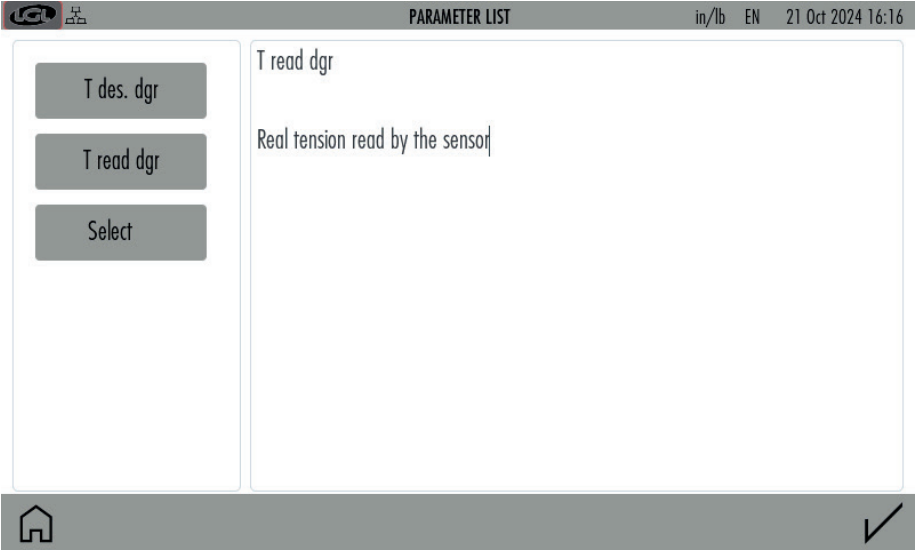 LGL
PARAMETER LIST
in/lb EN 21 Oct 2024 16:16
T des. dgr
T read dgr
Select
T read dgr
Real tension read by the sensor